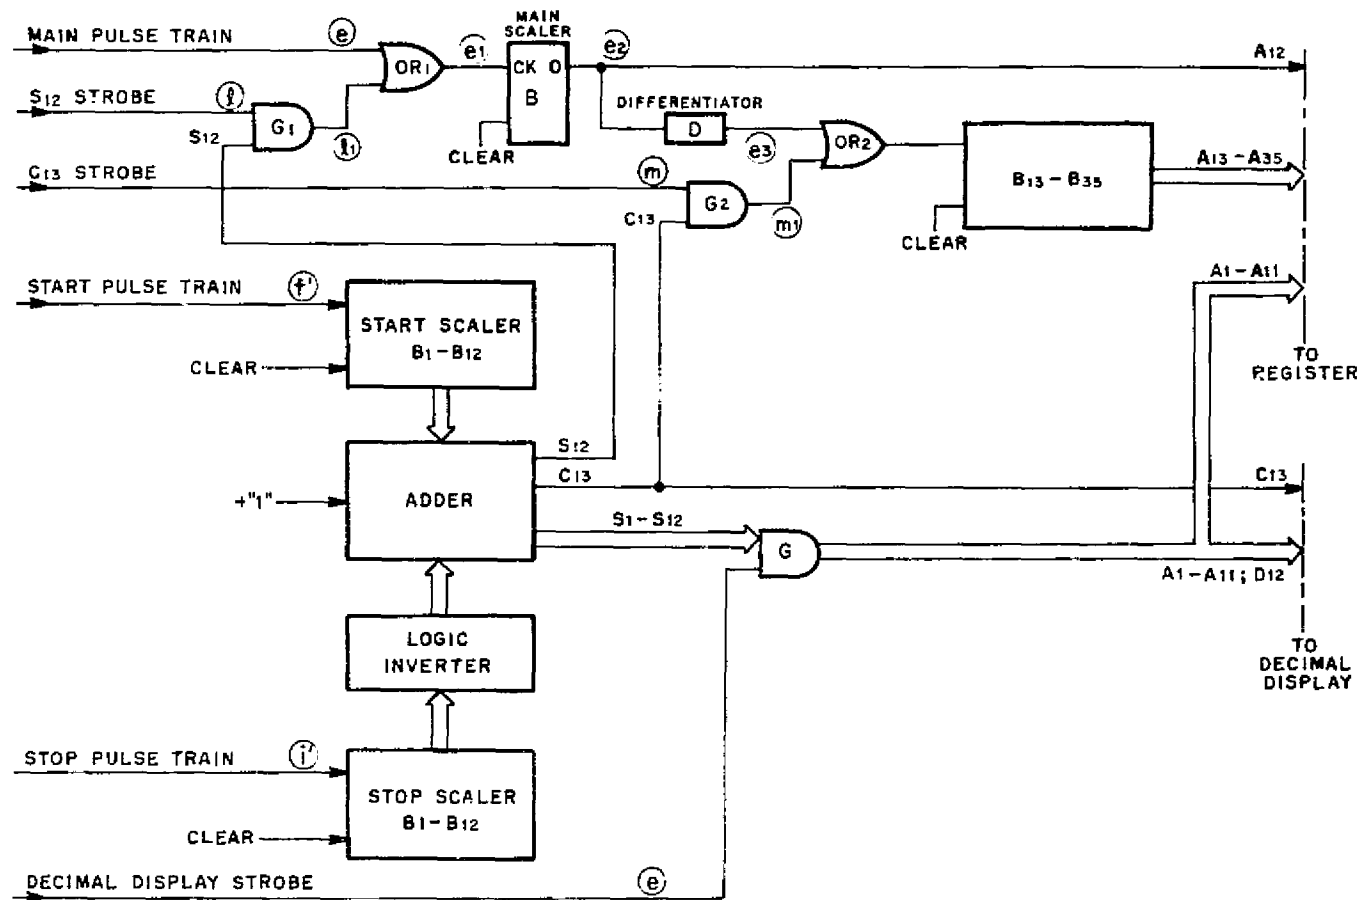 MAIN PULSE TRAIN
e
OR1
e1
MAIN
SCALER
CK O
B
CLEAR
e2
A12
S12 STROBE
ℓ
S12
G1
ℓ1
DIFFERENTIATOR
D
e3
OR2
C13 STROBE
m
C13
G2
m1
B13-B35
CLEAR
A13-A35
START PULSE TRAIN
f'
START SCALER
B1-B12
CLEAR
A1-A11
TO
REGISTER
S12
C13
ADDER
+"1"
S1-S12
G
C13
A1-A11; D12
LOGIC
INVERTER
TO
DECIMAL
DISPLAY
STOP PULSE TRAIN
i'
STOP SCALER
B1-B12
CLEAR
DECIMAL DISPLAY STROBE
e